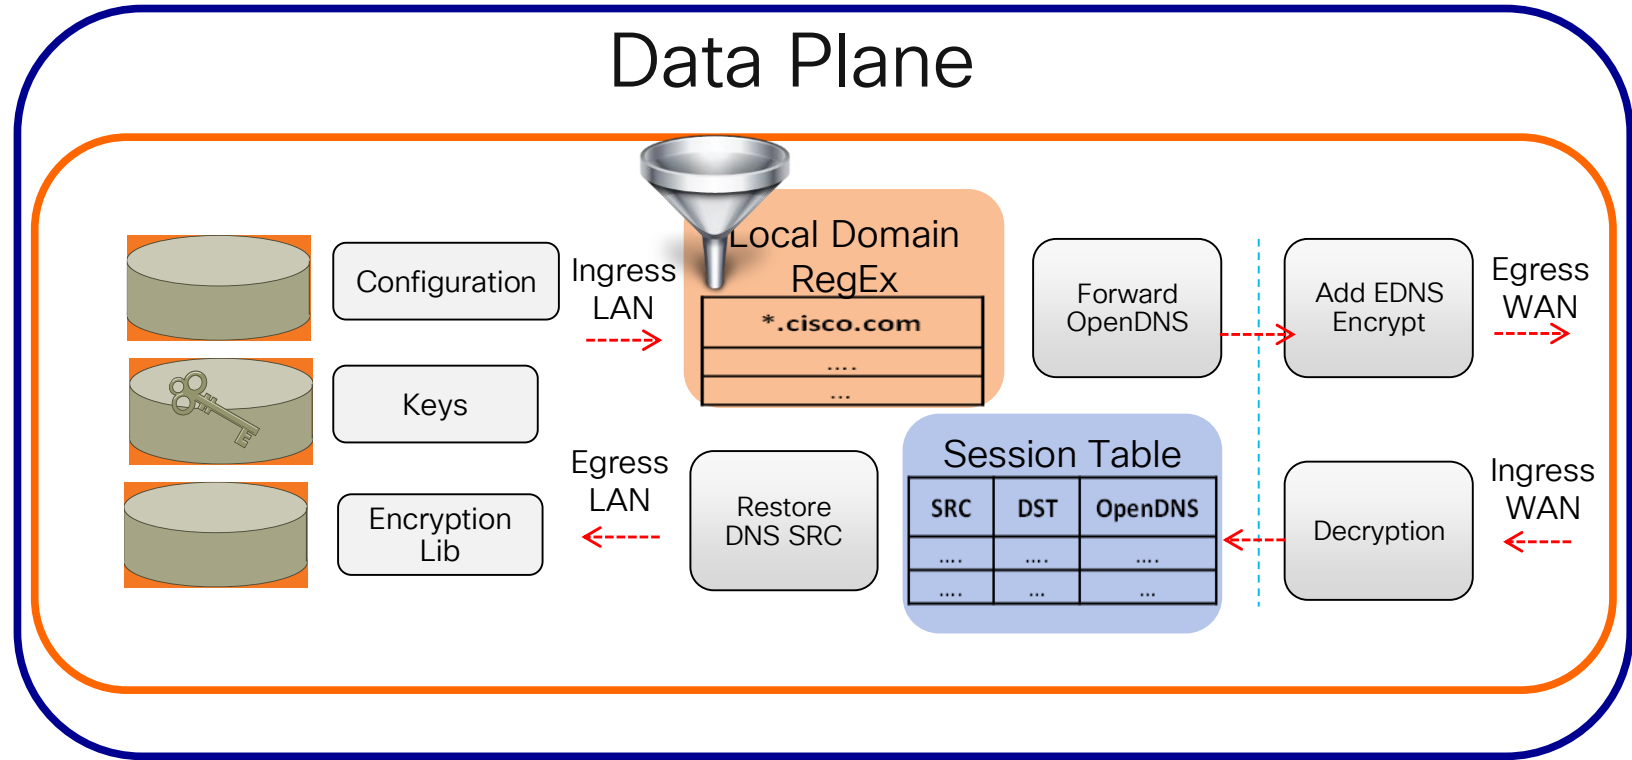 Data Plane
Configuration
Keys
Encryption
Lib
Ingress
LAN
Local Domain
RegEx
*.cisco.com
....
...
Forward
OpenDNS
Add EDNS
Encrypt
Egress
WAN
Egress
LAN
Restore
DNS SRC
Session Table
SRC DST OpenDNS
.... .... ....
.... ... ...
Decryption
Ingress
WAN